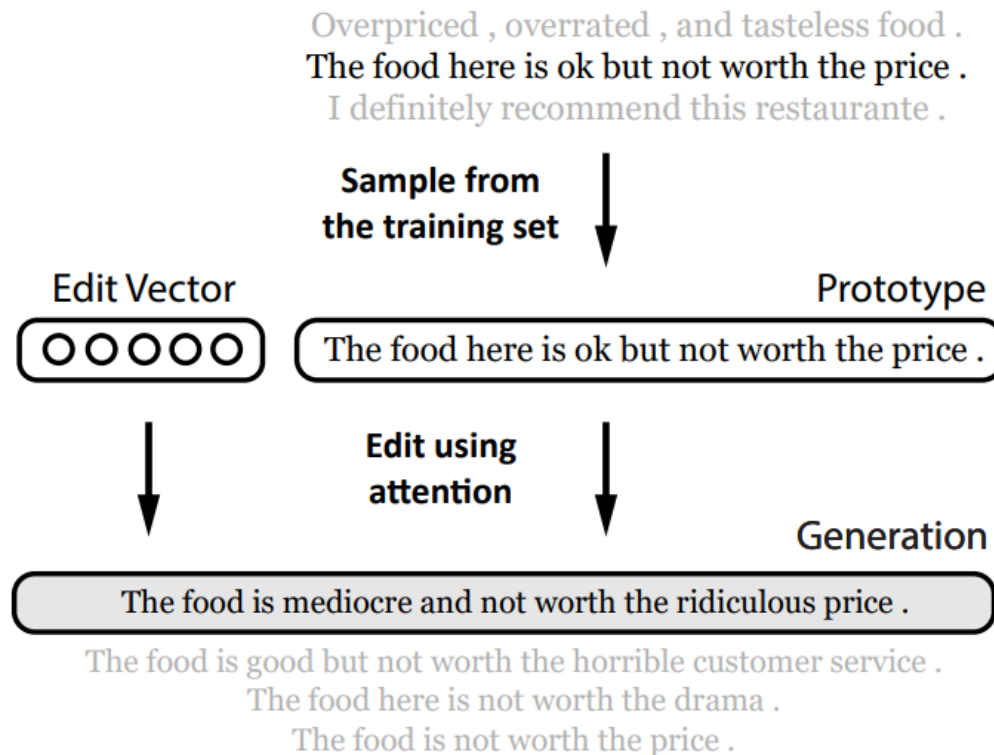 Overpriced , overrated , and tasteless food .
The food here is ok but not worth the price .
I definitely recommend this restaurante .
Sample from
the training set
Edit Vector
Prototype
The food here is ok but not worth the price .
Edit using
attention
Generation
The food is mediocre and not worth the ridiculous price .
The food is good but not worth the horrible customer service .
The food here is not worth the drama .
The food is not worth the price .